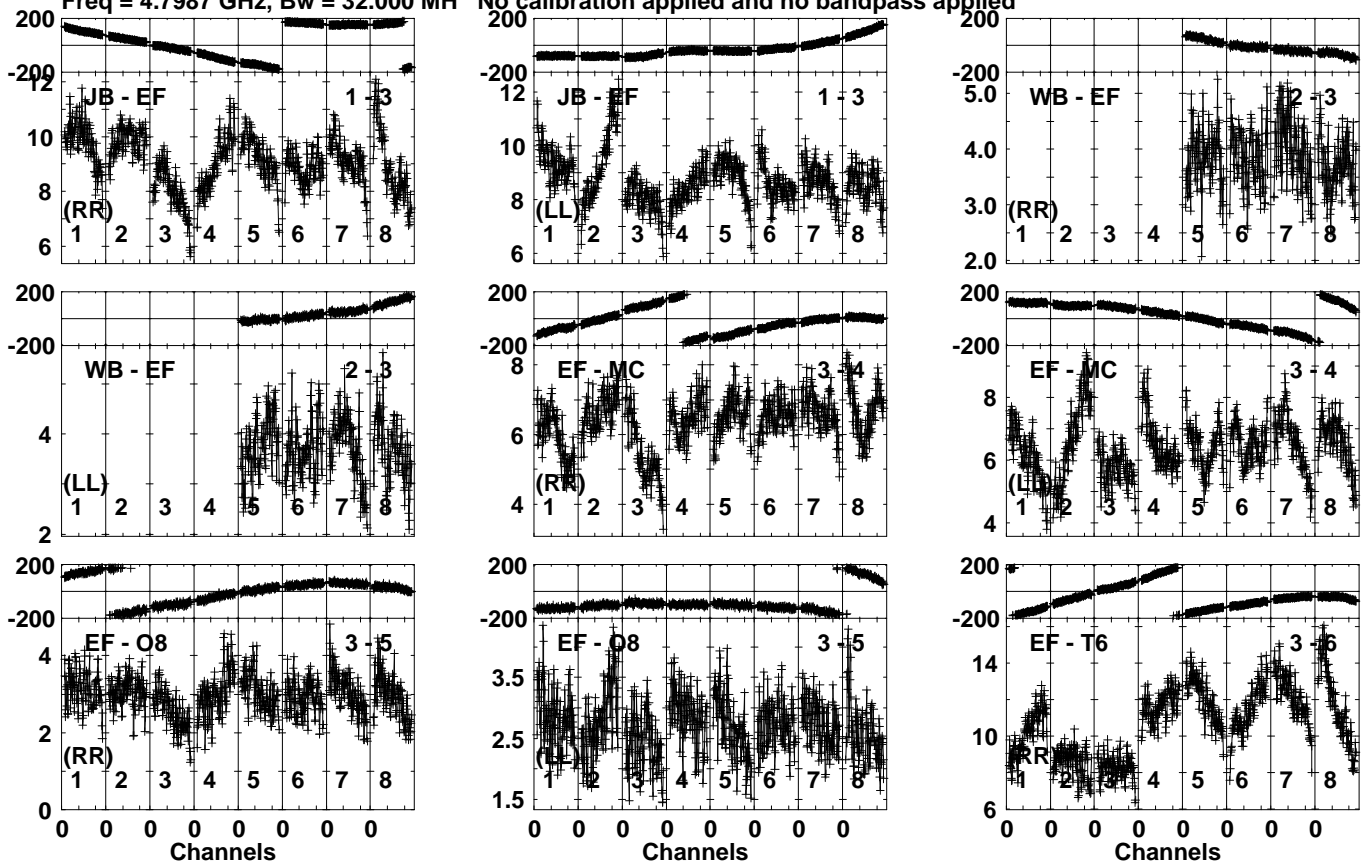 Freq = 4.7987 GHz, Bw = 32.000 MH No calibration applied and no bandpass applied
200
-200
12
10
8
6
JB - EF 1 - 3
(RR)
1 2 3 4 5 6 7 8
200
-200
12
10
8
6
JB - EF 1 - 3
(LL)
1 2 3 4 5 6 7 8
200
-200
5.0
4.0
3.0
2.0
WB - EF 2 - 3
(RR)
1 2 3 4 5 6 7 8
200
-200
4
2
WB - EF 2 - 3
(LL)
1 2 3 4 5 6 7 8
200
-200
8
6
4
EF - MC 3 - 4
(RR)
1 2 3 4 5 6 7 8
200
-200
8
6
4
EF - MC 3 - 4
(LL)
1 2 3 4 5 6 7 8
200
-200
4
2
0
EF - O8 3 - 5
(RR)
1 2 3 4 5 6 7 8
0 0 0 0 0 0 0 0
Channels
200
-200
3.5
2.5
1.5
EF - O8 3 - 5
(LL)
1 2 3 4 5 6 7 8
0 0 0 0 0 0 0 0
Channels
200
-200
14
10
6
EF - T6 3 - 6
(RR)
1 2 3 4 5 6 7 8
0 0 0 0 0 0 0 0
Channels